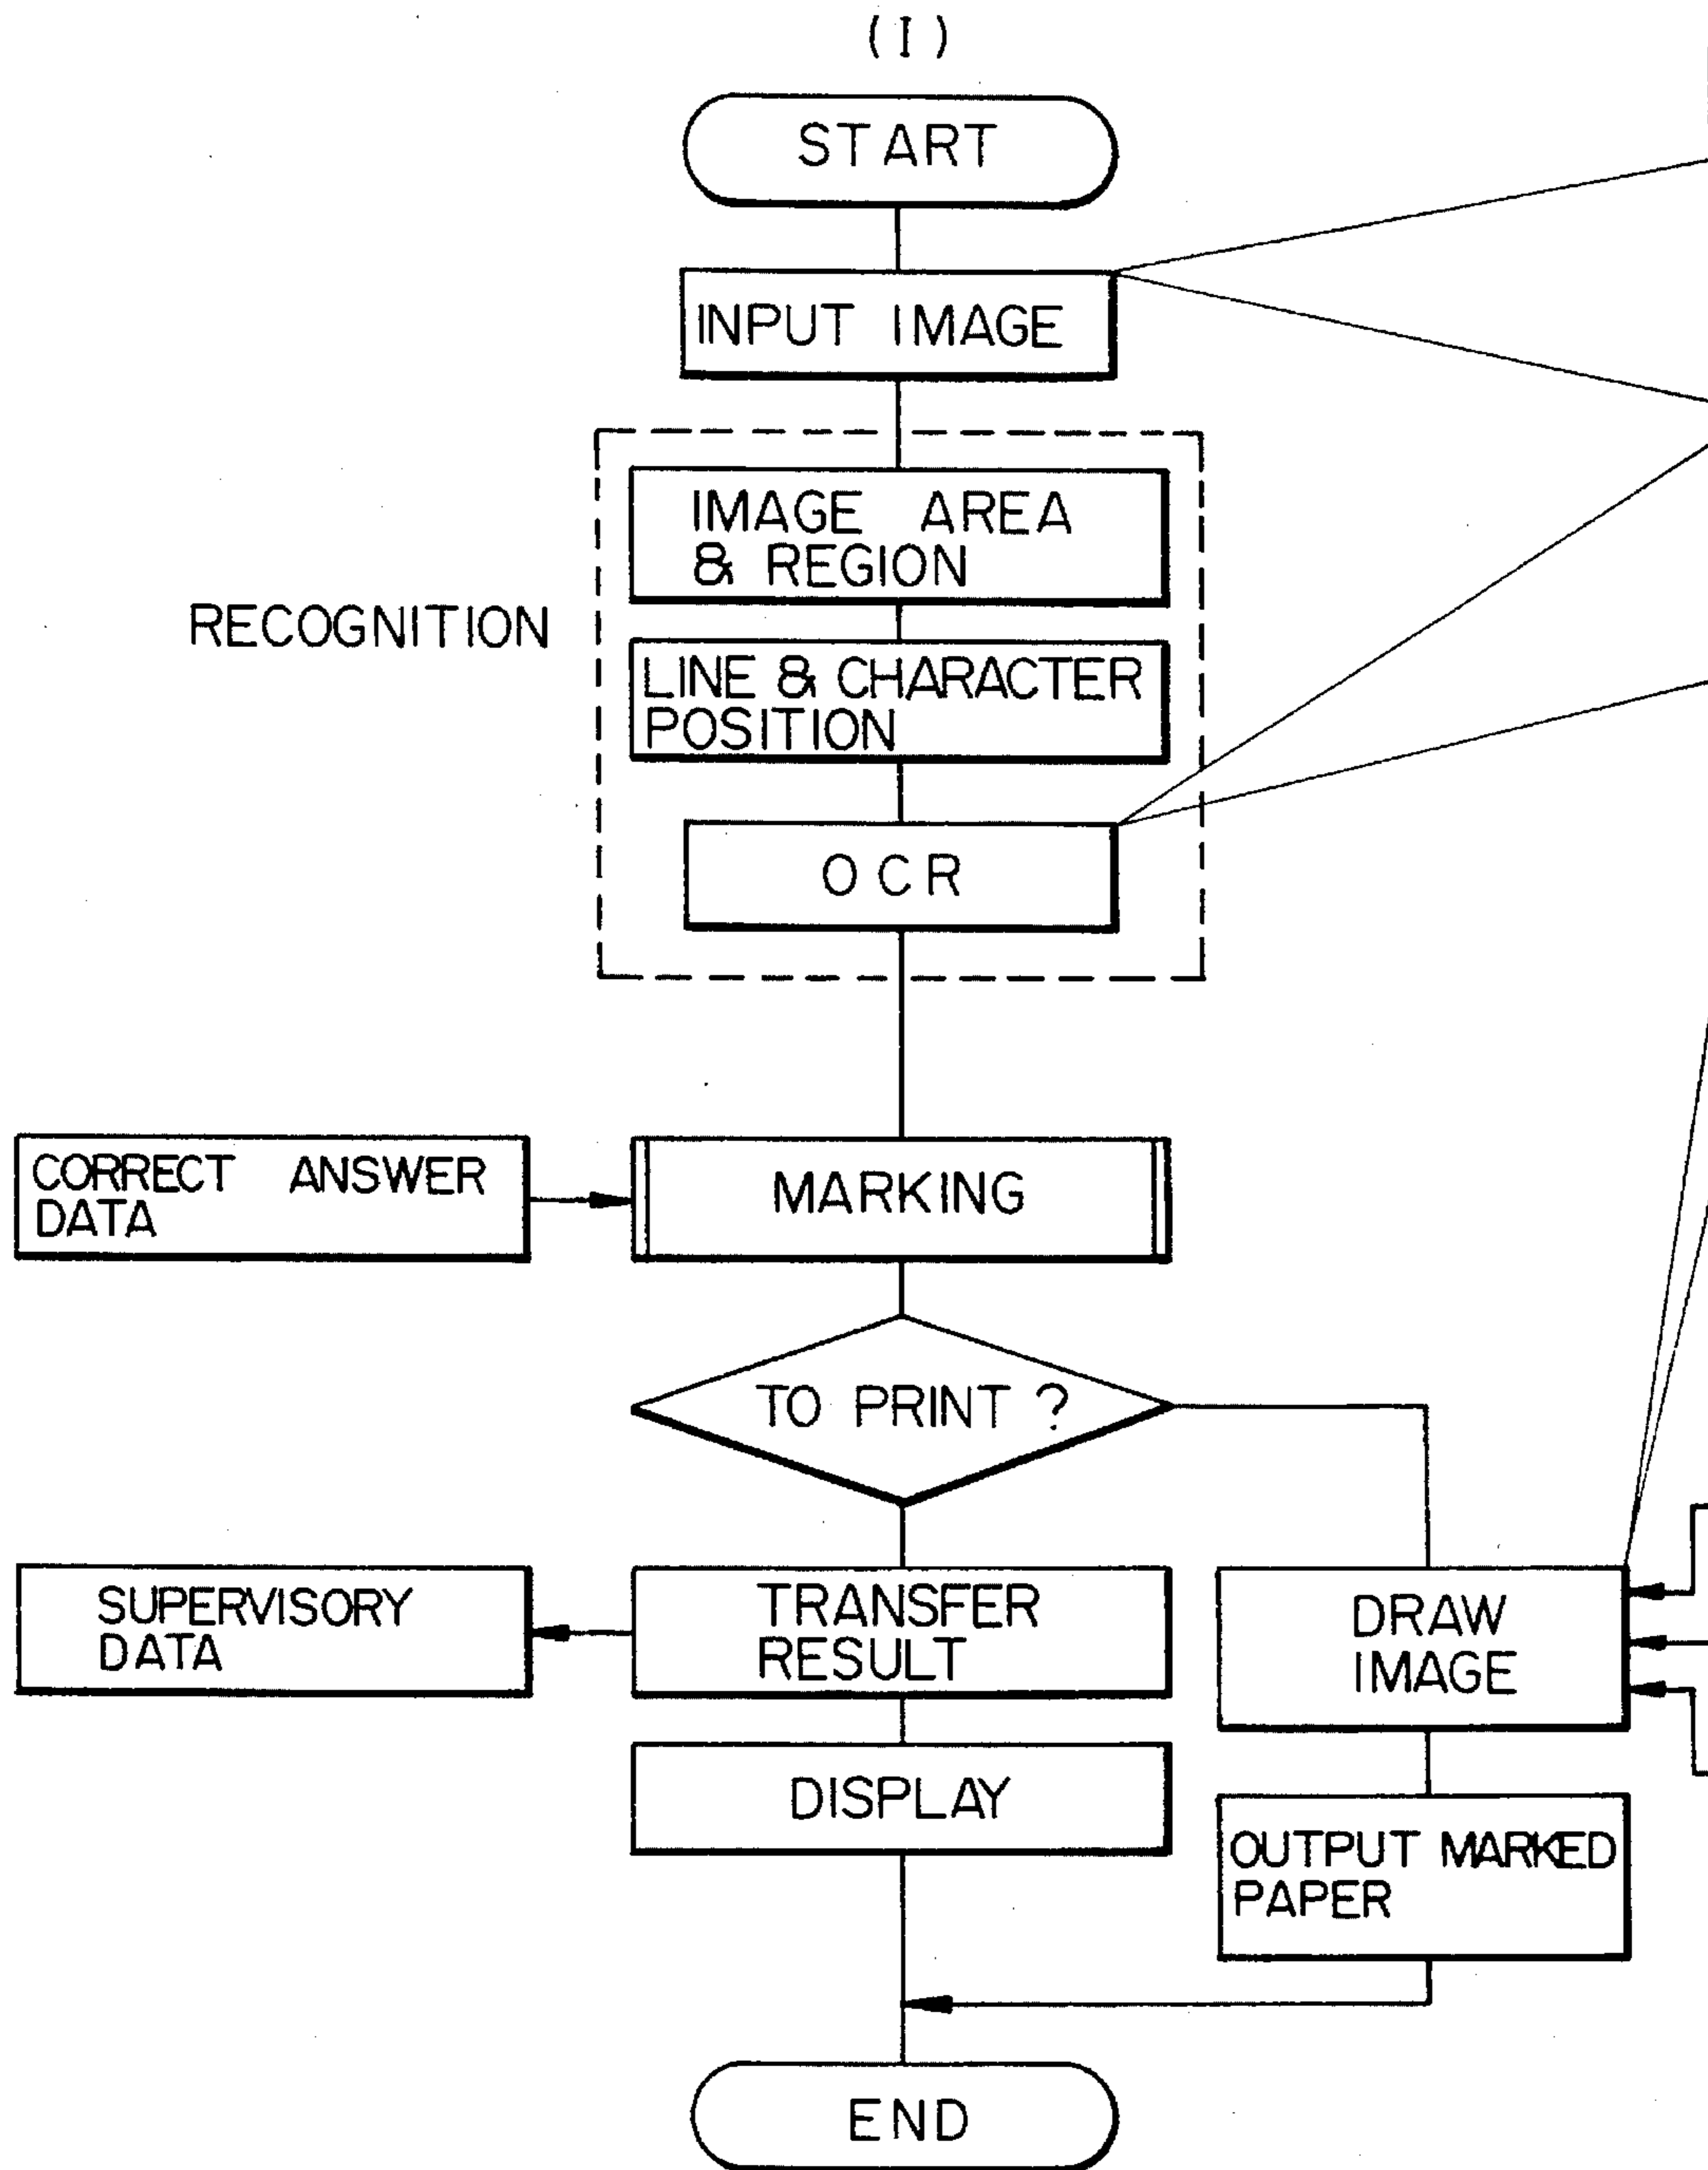 (I)
START
INPUT IMAGE
IMAGE AREA
& REGION
RECOGNITION
LINE & CHARACTER
POSITION
OCR
CORRECT ANSWER
DATA
MARKING
TO PRINT ?
SUPERVISORY
DATA
TRANSFER
RESULT
DRAW
IMAGE
DISPLAY
OUTPUT MARKED
PAPER
END